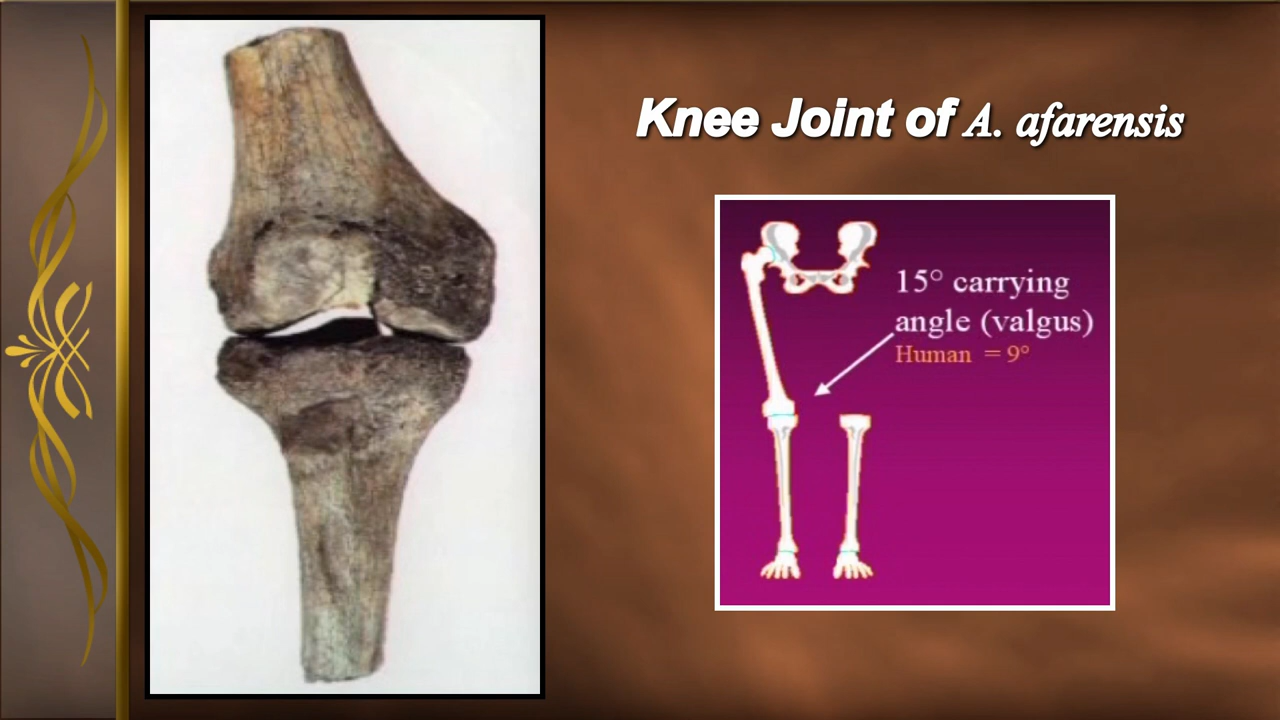 Knee Joint of A. afarensis
15° carrying
angle (valgus)
Human = 9°